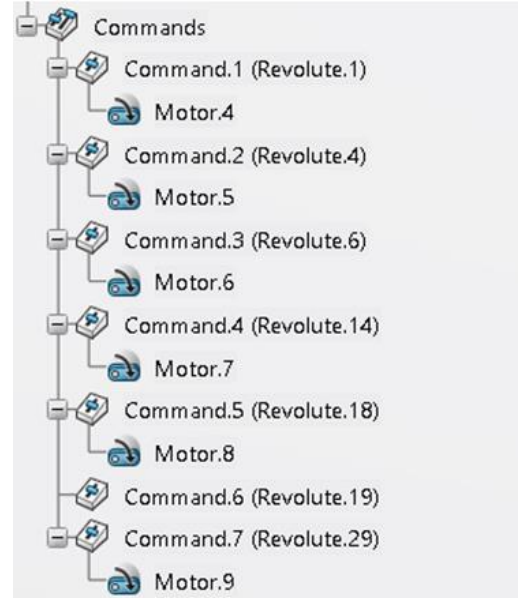 Commands
Command.1 (Revolute.1)
Motor.4
Command.2 (Revolute.4)
Motor.5
Command.3 (Revolute.6)
Motor.6
Command.4 (Revolute.14)
Motor.7
Command.5 (Revolute.18)
Motor.8
Command.6 (Revolute.19)
Command.7 (Revolute.29)
Motor.9